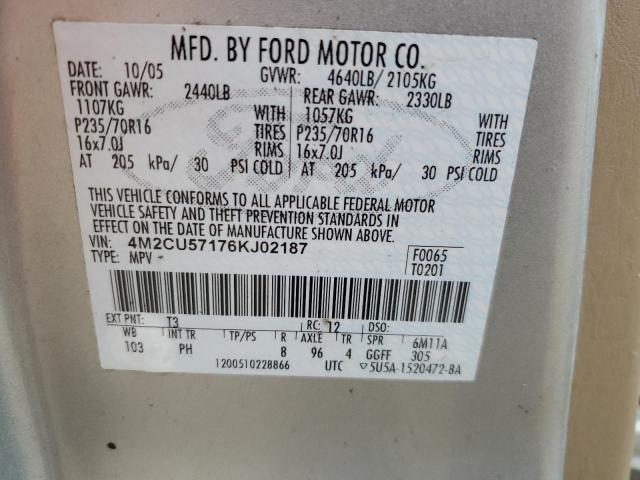 MFD. BY FORD MOTOR CO.
DATE: 10/05 GVWR: 4640LB/ 2105KG
FRONT GAWR: 2440LB REAR GAWR: 2330LB
1107KG WITH 1057KG WITH
P235/70R16 TIRES P235/70R16 TIRES
16x7.0J RIMS 16x7.0J RIMS
AT 205 kPa/ 30 PSI COLD AT 205 kPa/ 30 PSI COLD
THIS VEHICLE CONFORMS TO ALL APPLICABLE FEDERAL MOTOR
VEHICLE SAFETY AND THEFT PREVENTION STANDARDS IN
EFFECT ON THE DATE OF MANUFACTURE SHOWN ABOVE.
VIN: 4M2CU57176KJ02187 F0065
TYPE: MPV - T0201
EXT PNT: T3 RC: 12 DSO:
WB INT TR TP/PS R AXLE TR SPR 6M11A
103 PH 8 96 4 GGFF 305
1200510228866 UTC ▽5U5A-1520472-BA
Ford